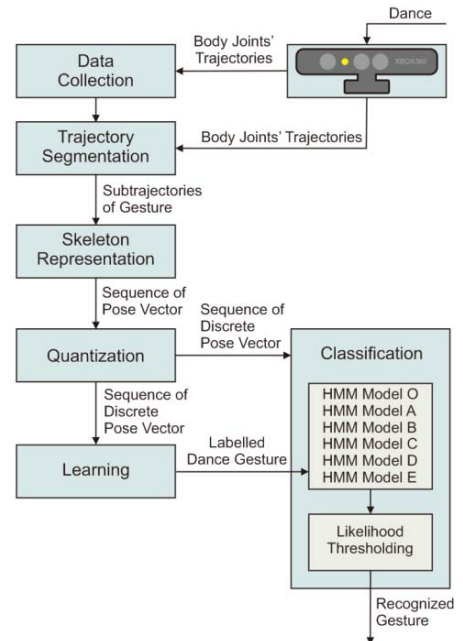 Dance
XBOX360
Body Joints'
Trajectories
Data
Collection
Trajectory
Segmentation
Body Joints' Trajectories
Subtrajectories
of Gesture
Skeleton
Representation
Sequence of
Pose Vector
Sequence of
Discrete
Pose Vector
Quantization
Classification
Sequence of
Discrete
Pose Vector
Learning
Labelled
Dance Gesture
HMM Model O
HMM Model A
HMM Model B
HMM Model C
HMM Model D
HMM Model E
Likelihood
Thresholding
Recognized
Gesture